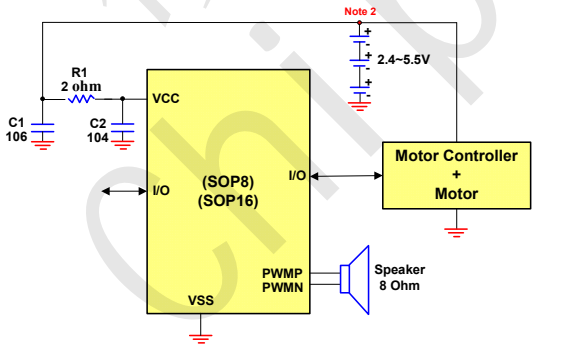 Note 2
+
-
+
-
+
-
2.4~5.5V
R1
2 ohm
C1
106
C2
104
VCC
I/O
(SOP8)
(SOP16)
I/O
Motor Controller
+
Motor
PWMP
PWMN
Speaker
8 Ohm
VSS
Chip